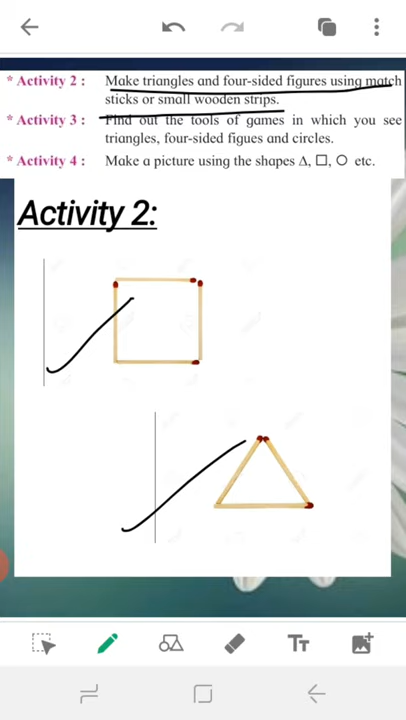 * Activity 2 : Make triangles and four-sided figures using match
sticks or small wooden strips.
* Activity 3 : Find out the tools of games in which you see
triangles, four-sided figues and circles.
* Activity 4 : Make a picture using the shapes Δ, □, ○ etc.
Activity 2:
Tт